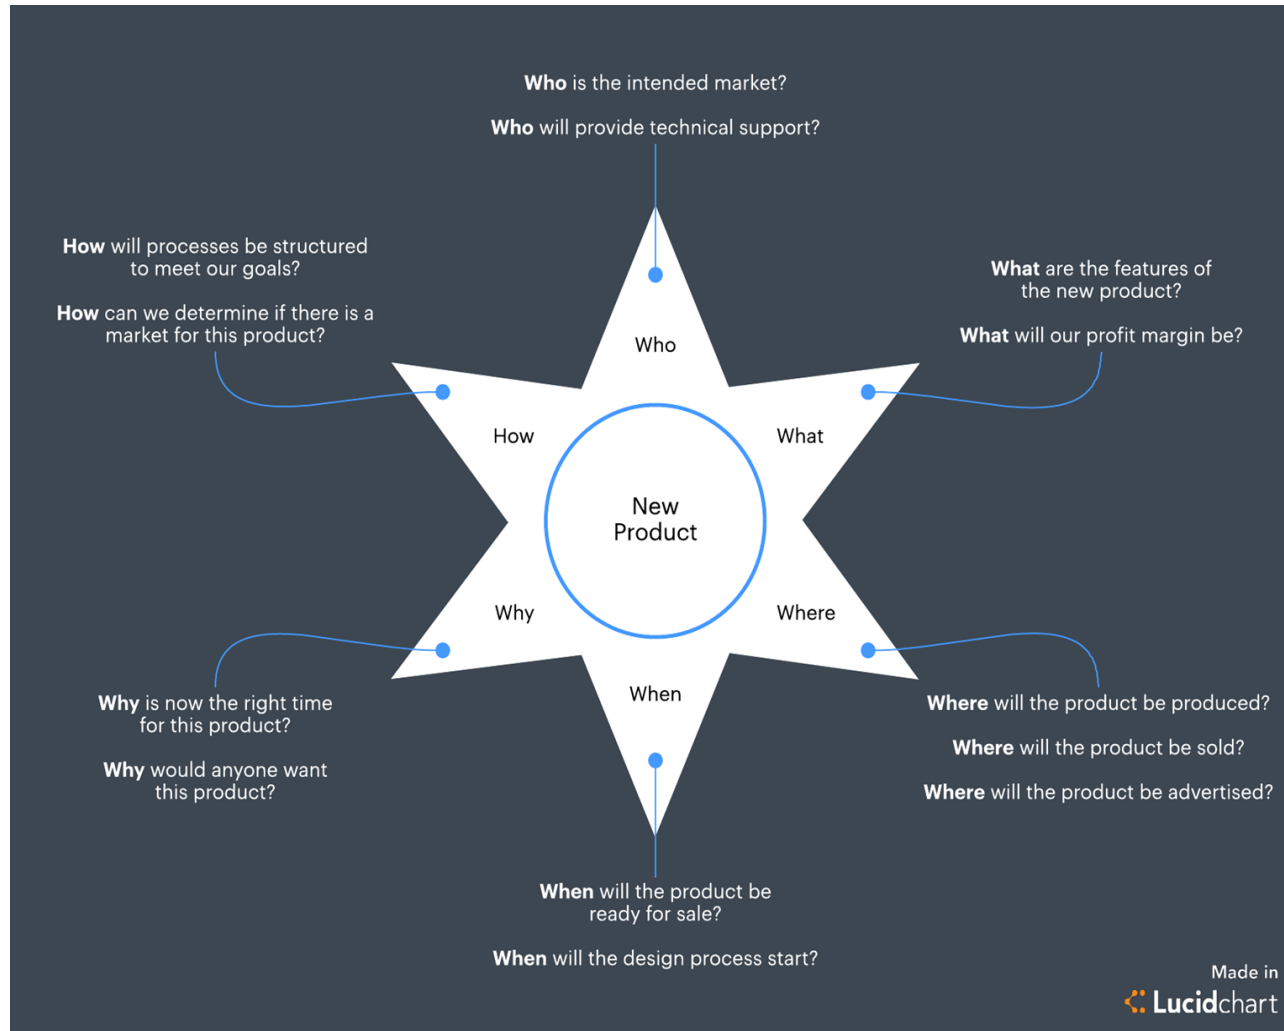 Who is the intended market?
Who will provide technical support?
How will processes be structured
to meet our goals?
How can we determine if there is a
market for this product?
What are the features of
the new product?
What will our profit margin be?
Who
How
What
New
Product
Why
Where
When
Why is now the right time
for this product?
Why would anyone want
this product?
Where will the product be produced?
Where will the product be sold?
Where will the product be advertised?
When will the product be
ready for sale?
When will the design process start?
Made in
Lucidchart